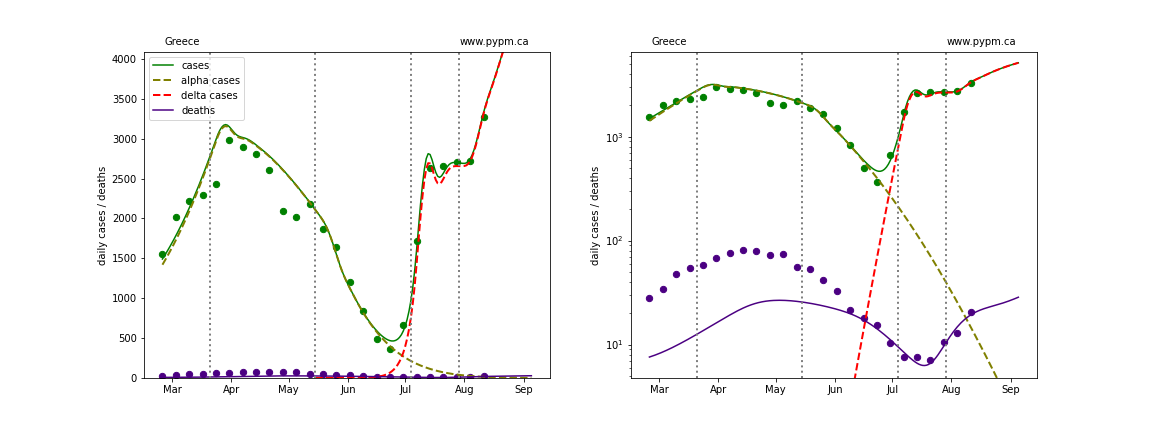 Greece www.pypm.ca
4000
3500
3000
2500
2000
1500
1000
500
0
daily cases / deaths
cases
alpha cases
delta cases
deaths
Mar Apr May Jun Jul Aug Sep
Greece www.pypm.ca
10³
10²
10¹
daily cases / deaths
Mar Apr May Jun Jul Aug Sep